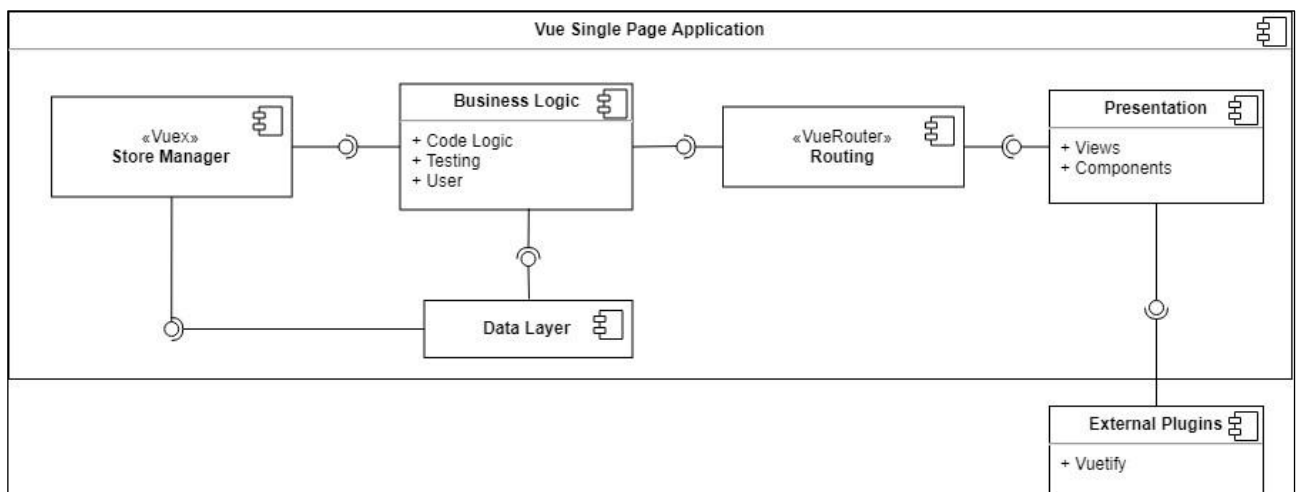 Vue Single Page Application
«Vuex»
Store Manager
Business Logic
+ Code Logic
+ Testing
+ User
«VueRouter»
Routing
Presentation
+ Views
+ Components
Data Layer
External Plugins
+ Vuetify